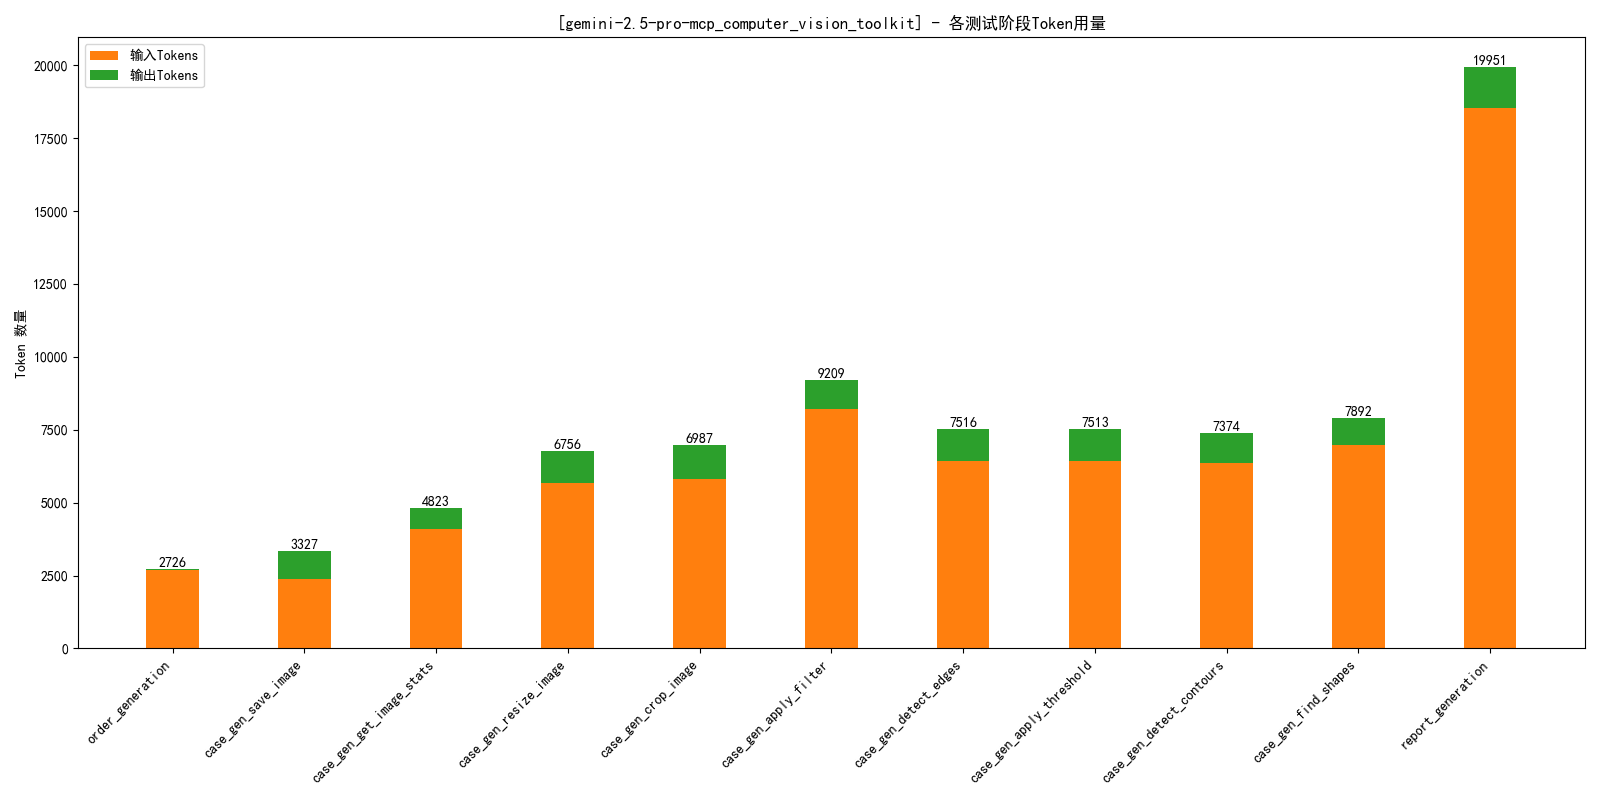 [gemini-2.5-pro-mcp_computer_vision_toolkit] - 各测试阶段Token用量
输入Tokens
输出Tokens
Token 数量
20000
17500
15000
12500
10000
7500
5000
2500
0
2726
3327
4823
6756
6987
9209
7516
7513
7374
7892
19951
order_generation
case_gen_save_image
case_gen_get_image_stats
case_gen_resize_image
case_gen_crop_image
case_gen_apply_filter
case_gen_detect_edges
case_gen_apply_threshold
case_gen_detect_contours
case_gen_find_shapes
report_generation